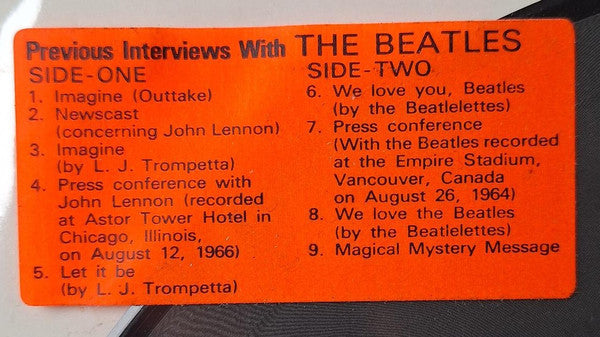 Previous Interviews With THE BEATLES
SIDE-ONE
1. Imagine (Outtake)
2. Newscast
(concerning John Lennon)
3. Imagine
(by L. J. Trompetta)
4. Press conference with
John Lennon (recorded
at Astor Tower Hotel in
Chicago, Illinois,
on August 12, 1966)
5. Let it be
(by L. J. Trompetta)
SIDE-TWO
6. We love you, Beatles
(by the Beatlelettes)
7. Press conference
(With the Beatles recorded
at the Empire Stadium,
Vancouver, Canada
on August 26, 1964)
8. We love the Beatles
(by the Beatlelettes)
9. Magical Mystery Message